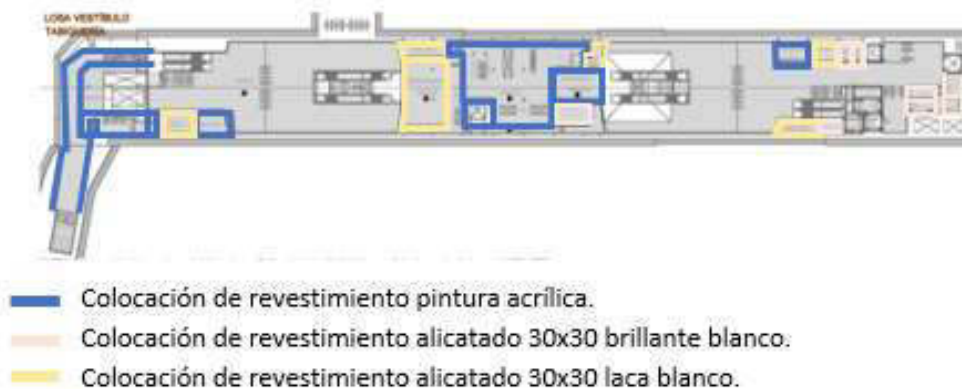 LOSA VESTÍBULO
TABIQUERÍA
Colocación de revestimiento pintura acrílica.
Colocación de revestimiento alicatado 30x30 brillante blanco.
Colocación de revestimiento alicatado 30x30 laca blanco.